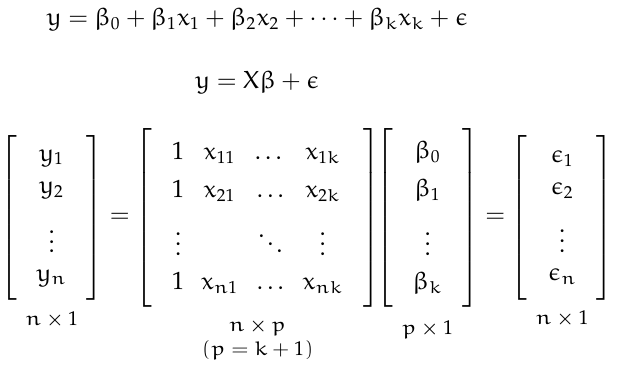 y = β₀ + β₁x₁ + β₂x₂ + ⋯ + βₖxₖ + ϵ
y = Xβ + ϵ
[y₁ y₂ ⋮ yₙ] = [1 x₁₁ … x₁ₖ 1 x₂₁ … x₂ₖ ⋮ ⋱ ⋮ 1 xₙ₁ … xₙₖ] [β₀ β₁ ⋮ βₖ] = [ϵ₁ ϵ₂ ⋮ ϵₙ]
n × 1 n × p p × 1 n × 1
(p = k + 1)